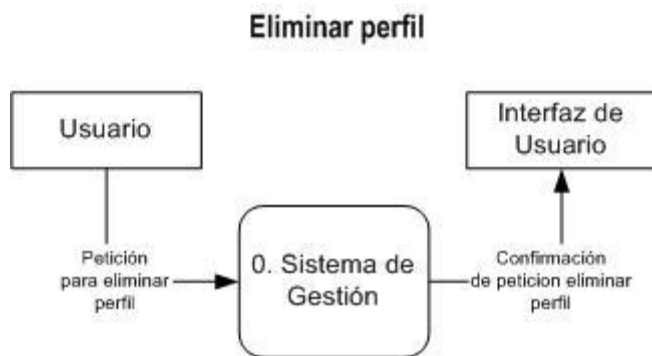 Eliminar perfil
Usuario
Interfaz de
Usuario
Petición
para eliminar
perfil
0. Sistema de
Gestión
Confirmación
de peticion eliminar
perfil